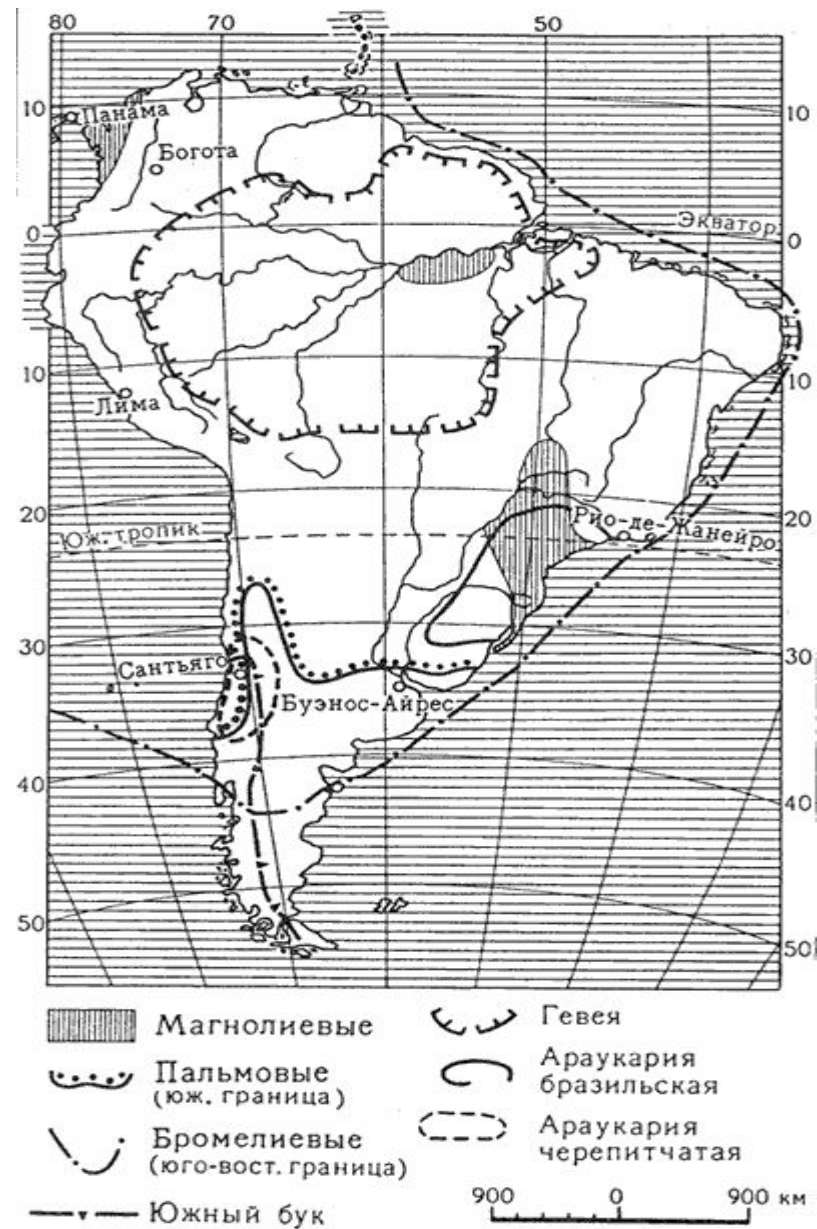 80 70 50
10 Панама 10
Богота
Экватор
0 0
10 Лима 10
20 Рио-де-Жанейро 20
Юж. тропик
30 30
Сантьяго
Буэнос-Айрес
40 40
50 50
Магнолиевые
Пальмовые
(юж. граница)
Бромелиевые
(юго-вост. граница)
Южный бук
Гевея
Араукария
бразильская
Араукария
черепитчатая
900 0 900 км